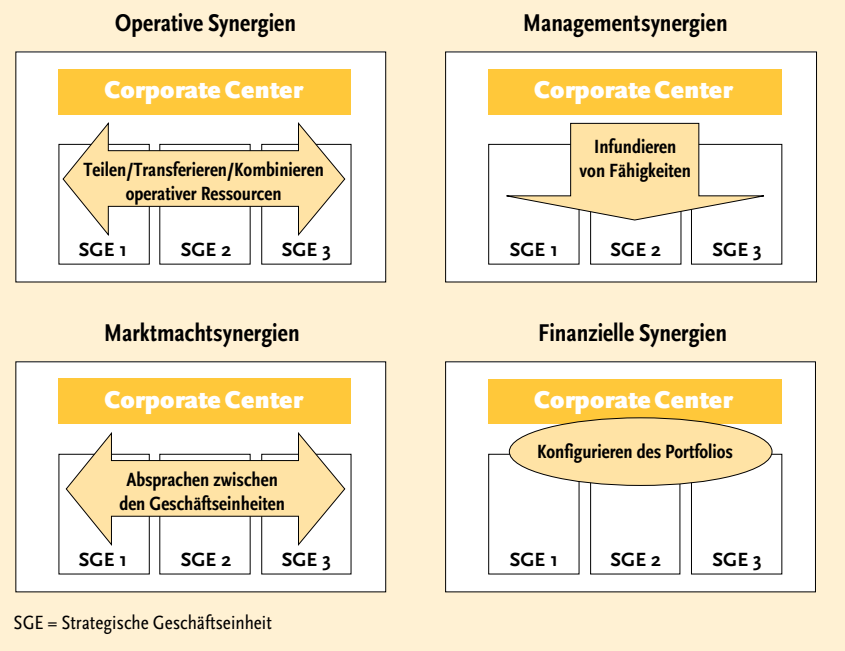 Operative Synergien
Corporate Center
Teilen/Transferieren/Kombinieren
operativer Ressourcen
SGE 1
SGE 2
SGE 3
Managementsynergien
Corporate Center
Infundieren
von Fähigkeiten
SGE 1
SGE 2
SGE 3
Marktmachtsynergien
Corporate Center
Absprachen zwischen
den Geschäftseinheiten
SGE 1
SGE 2
SGE 3
Finanzielle Synergien
Corporate Center
Konfigurieren des Portfolios
SGE 1
SGE 2
SGE 3
SGE = Strategische Geschäftseinheit